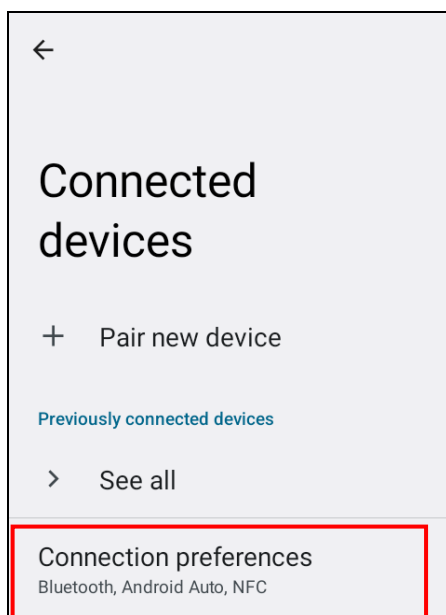 Connected
devices
Pair new device
Previously connected devices
See all
Connection preferences
Bluetooth, Android Auto, NFC